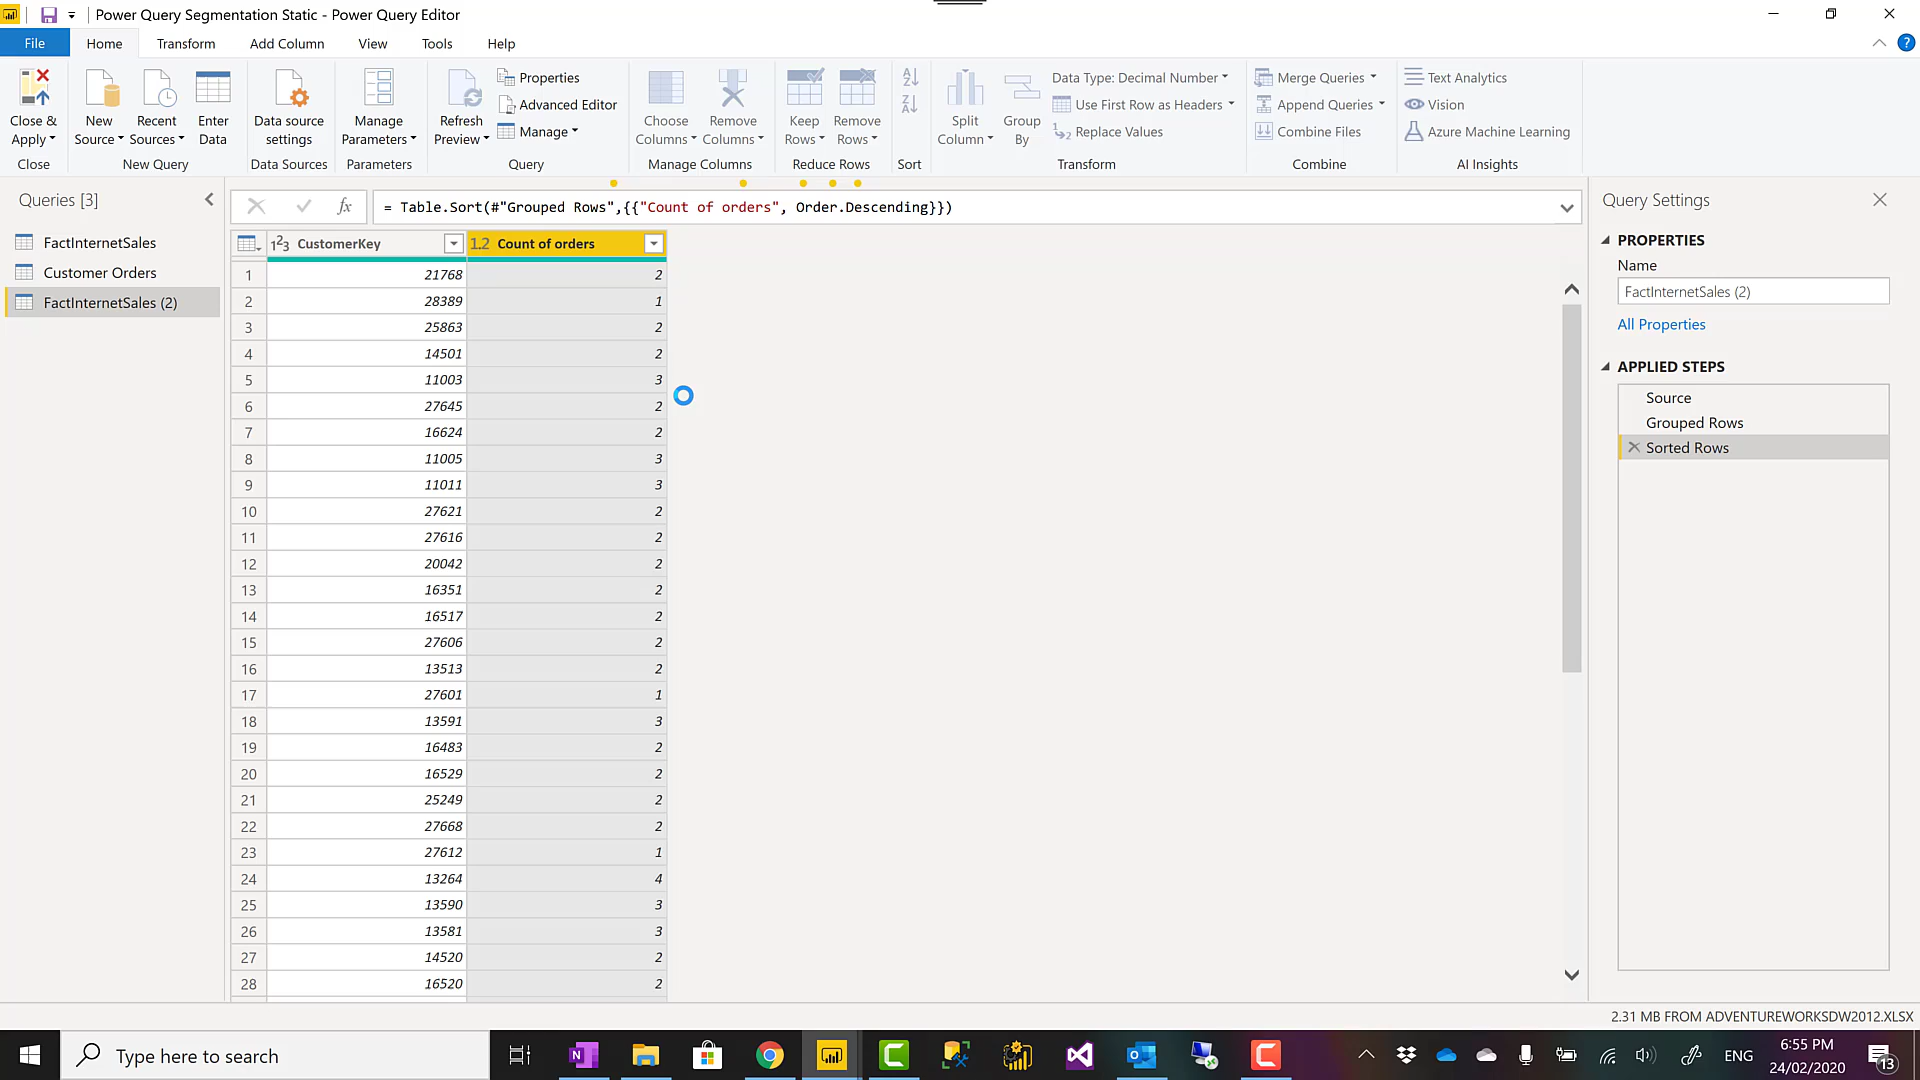 Power Query Segmentation Static - Power Query Editor
File Home Transform Add Column View Tools Help
Close & Apply
Close
New Source
Recent Sources
Enter Data
New Query
Data source settings
Data Sources
Manage Parameters
Parameters
Refresh Preview
Properties
Advanced Editor
Manage
Query
Choose Columns
Remove Columns
Manage Columns
Keep Rows
Remove Rows
Reduce Rows
Sort
Split Column
Group By
Data Type: Decimal Number
Use First Row as Headers
Replace Values
Transform
Merge Queries
Append Queries
Combine Files
Combine
Text Analytics
Vision
Azure Machine Learning
AI Insights
Queries [3]
FactInternetSales
Customer Orders
FactInternetSales (2)
fx = Table.Sort(#"Grouped Rows",{{"Count of orders", Order.Descending}})
CustomerKey 1.2 Count of orders
1 21768 2
2 28389 1
3 25863 2
4 14501 2
5 11003 3
6 27645 2
7 16624 2
8 11005 3
9 11011 3
10 27621 2
11 27616 2
12 20042 2
13 16351 2
14 16517 2
15 27606 2
16 13513 2
17 27601 1
18 13591 3
19 16483 2
20 16529 2
21 25249 2
22 27668 2
23 27612 1
24 13264 4
25 13590 3
26 13581 3
27 14520 2
28 16520 2
Query Settings
PROPERTIES
Name
FactInternetSales (2)
All Properties
APPLIED STEPS
Source
Grouped Rows
Sorted Rows
2.31 MB FROM ADVENTUREWORKSDW2012.XLSX
Type here to search
ENG
6:55 PM
24/02/2020
13